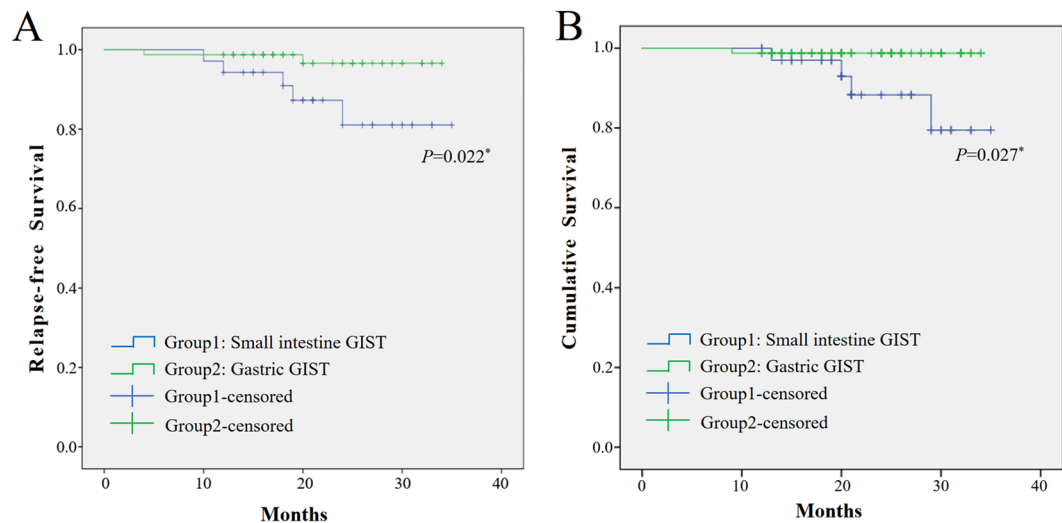 A
1.0
0.8
0.6
0.4
0.2
0.0
Relapse-free Survival
P=0.022*
Group1: Small intestine GIST
Group2: Gastric GIST
Group1-censored
Group2-censored
0 10 20 30 40
Months
B
1.0
0.8
0.6
0.4
0.2
0.0
Cumulative Survival
P=0.027*
Group1: Small intestine GIST
Group2: Gastric GIST
Group1-censored
Group2-censored
0 10 20 30 40
Months